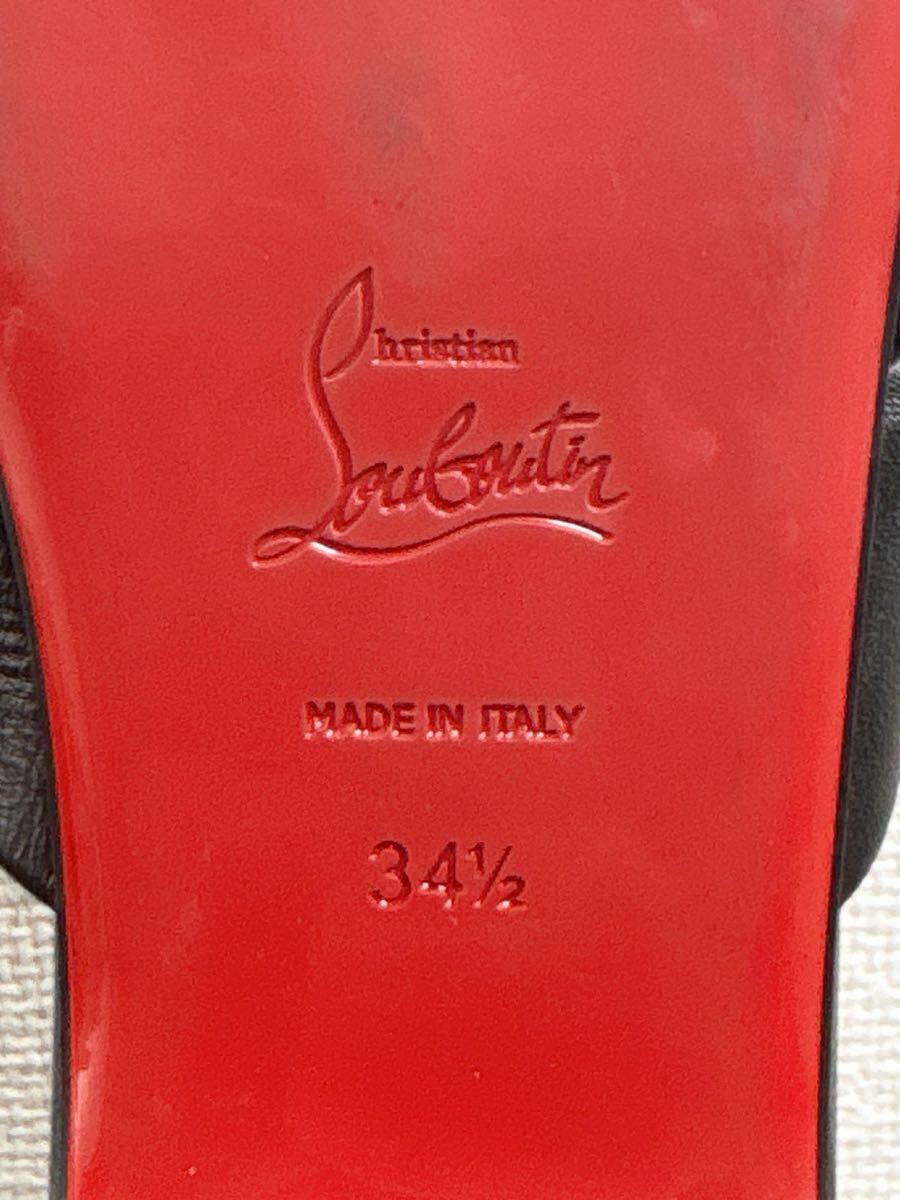 Christian
Louboutin
MADE IN ITALY
34½